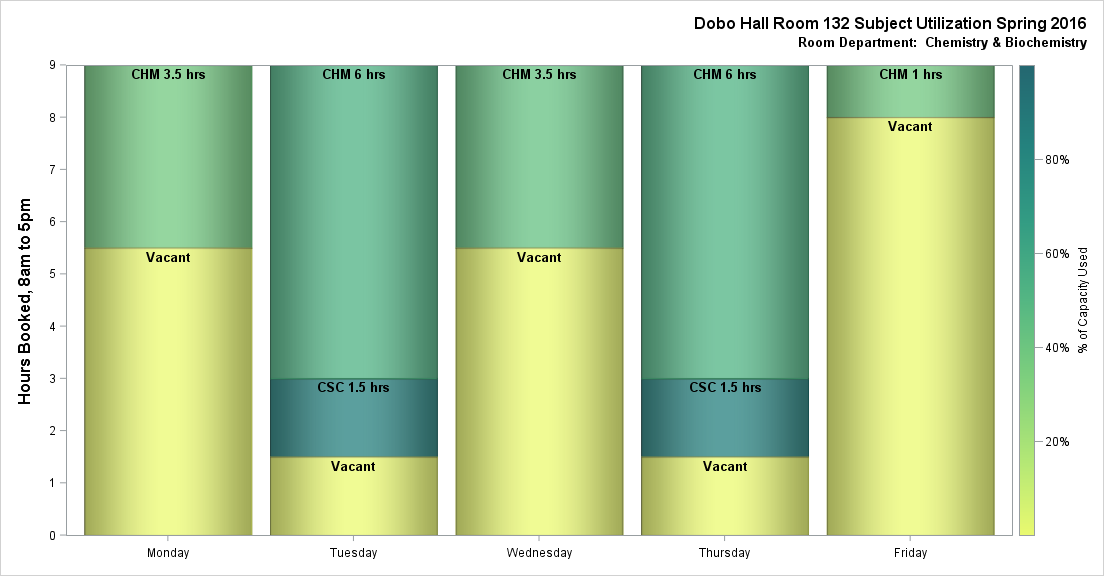 Dobo Hall Room 132 Subject Utilization Spring 2016
Room Department:  Chemistry & Biochemistry
Hours Booked, 8am to 5pm
9
8
7
6
5
4
3
2
1
0
CHM 3.5 hrs
Vacant
CHM 6 hrs
CSC 1.5 hrs
Vacant
CHM 3.5 hrs
Vacant
CHM 6 hrs
CSC 1.5 hrs
Vacant
CHM 1 hrs
Vacant
Monday
Tuesday
Wednesday
Thursday
Friday
80%
60%
40%
20%
% of Capacity Used